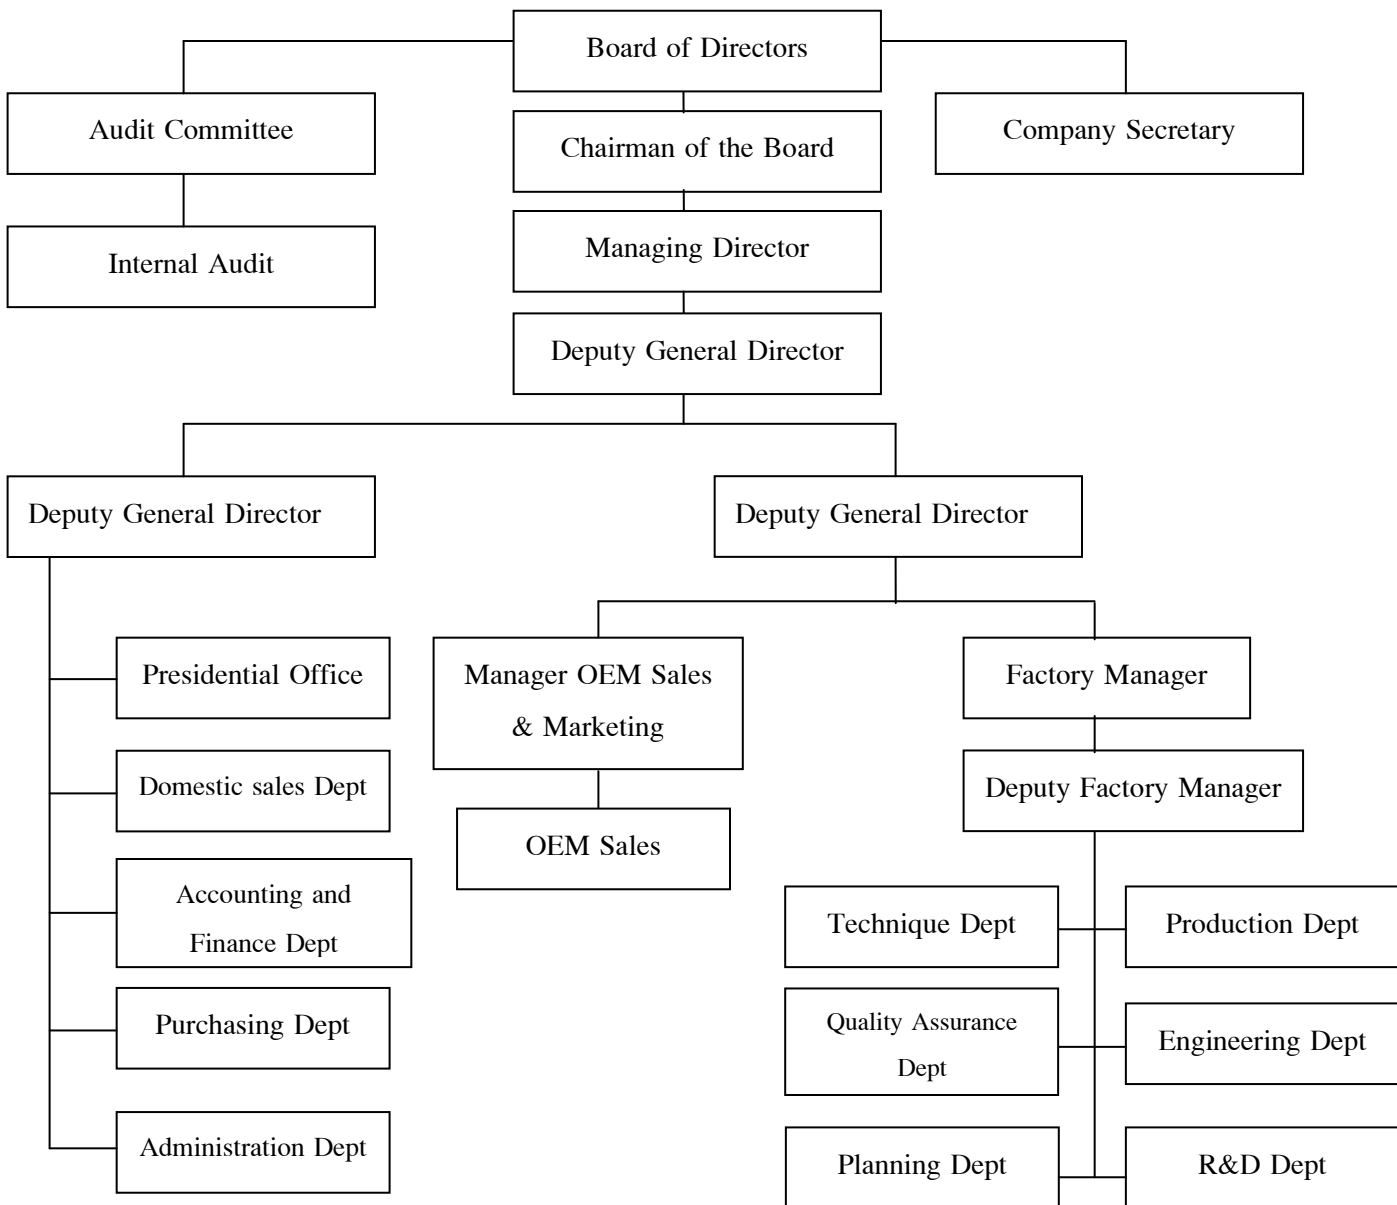 Board of Directors
Audit Committee
Chairman of the Board
Company Secretary
Managing Director
Internal Audit
Deputy General Director
Deputy General Director
Deputy General Director
Presidential Office
Manager OEM Sales
& Marketing
Factory Manager
Domestic sales Dept
Deputy Factory Manager
OEM Sales
Accounting and
Finance Dept
Technique Dept
Production Dept
Purchasing Dept
Quality Assurance
Dept
Engineering Dept
Administration Dept
Planning Dept
R&D Dept